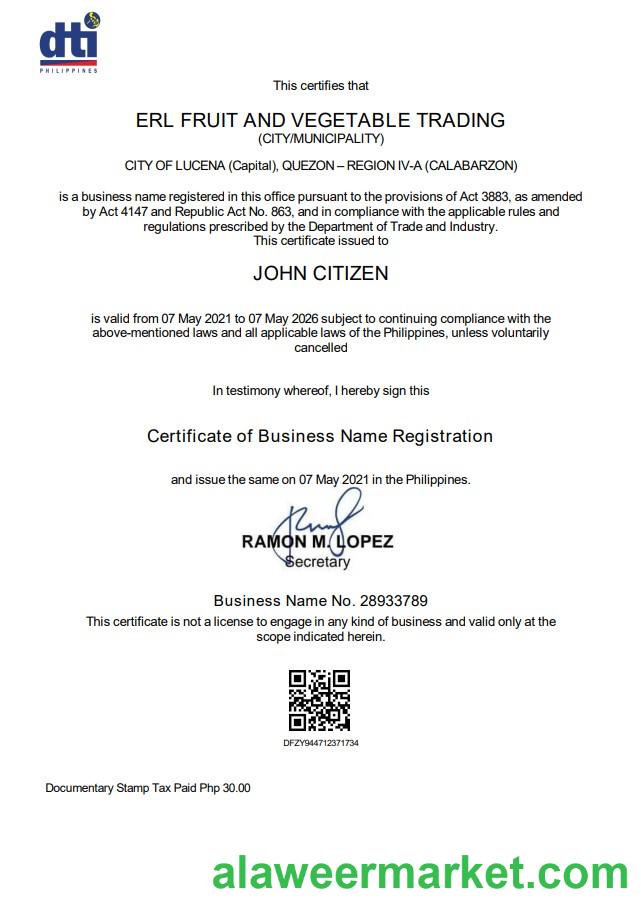 dti
PHILIPPINES
This certifies that
ERL FRUIT AND VEGETABLE TRADING
(CITY/MUNICIPALITY)
CITY OF LUCENA (Capital), QUEZON – REGION IV-A (CALABARZON)
is a business name registered in this office pursuant to the provisions of Act 3883, as amended
by Act 4147 and Republic Act No. 863, and in compliance with the applicable rules and
regulations prescribed by the Department of Trade and Industry.
This certificate issued to
JOHN CITIZEN
is valid from 07 May 2021 to 07 May 2026 subject to continuing compliance with the
above-mentioned laws and all applicable laws of the Philippines, unless voluntarily
cancelled
In testimony whereof, I hereby sign this
Certificate of Business Name Registration
and issue the same on 07 May 2021 in the Philippines.
RAMON M. LOPEZ
Secretary
Business Name No. 28933789
This certificate is not a license to engage in any kind of business and valid only at the
scope indicated herein.
DFZY944712371734
Documentary Stamp Tax Paid Php 30.00
alaweermarket.com